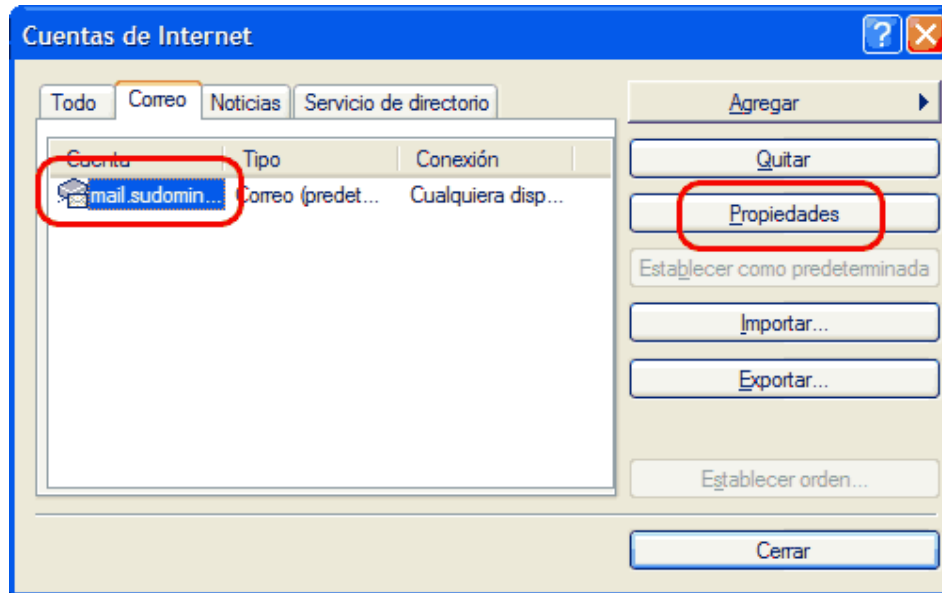 Cuentas de Internet
Todo Correo Noticias Servicio de directorio
Cuenta Tipo Conexión
mail.sudomin... Correo (predet... Cualquiera disp...
Agregar
Quitar
Propiedades
Establecer como predeterminada
Importar...
Exportar...
Establecer orden...
Cerrar